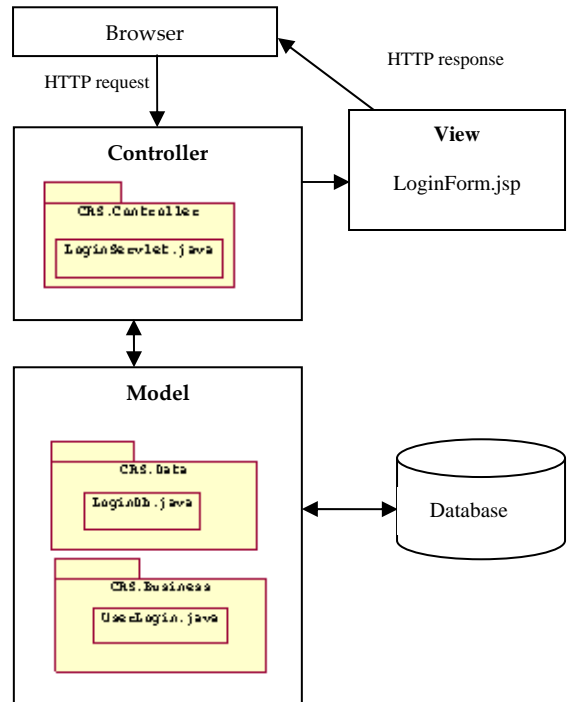 Browser
HTTP response
HTTP request
View
Controller
LoginForm.jsp
CRS.Controller
LoginServlet.java
Model
CRS.Data
LoginDb.java
Database
CRS.Business
UserLogin.java